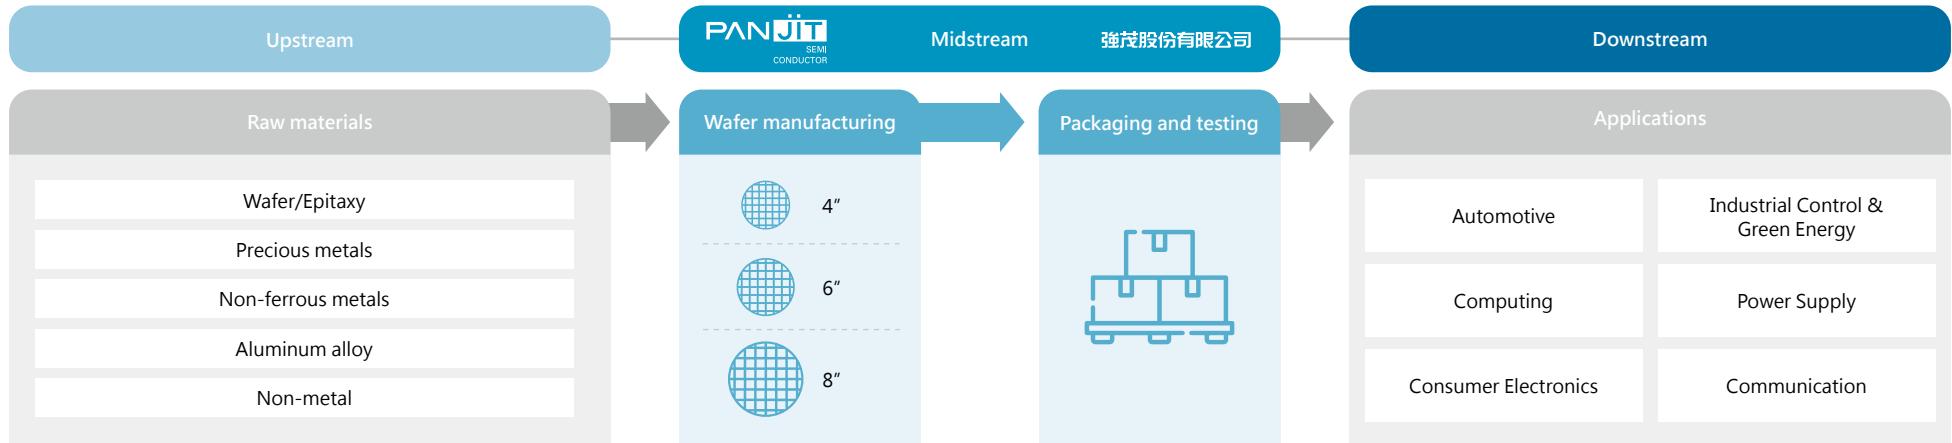 Upstream
PANJIT
SEMI
CONDUCTOR
Midstream
強茂股份有限公司
Downstream
Raw materials
Wafer manufacturing
Packaging and testing
Applications
Wafer/Epitaxy
Precious metals
Non-ferrous metals
Aluminum alloy
Non-metal
4”
6”
8”
Automotive
Industrial Control &
Green Energy
Computing
Power Supply
Consumer Electronics
Communication